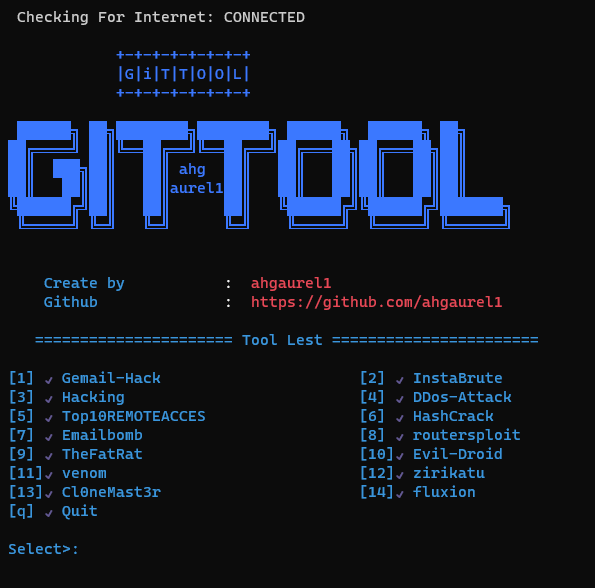 Checking For Internet: CONNECTED
+-+-+-+-+-+-+-+
|G|i|T|T|O|O|L|
+-+-+-+-+-+-+-+
GiTTOOL
ahg
aurel1
Create by : ahgaurel1
Github : https://github.com/ahgaurel1
====================== Tool Lest =======================
[1] ✓ Gemail-Hack [2] ✓ InstaBrute
[3] ✓ Hacking [4] ✓ DDos-Attack
[5] ✓ Top10REMOTEACCES [6] ✓ HashCrack
[7] ✓ Emailbomb [8] ✓ routersploit
[9] ✓ TheFatRat [10]✓ Evil-Droid
[11]✓ venom [12]✓ zirikatu
[13]✓ Cl0neMast3r [14]✓ fluxion
[q] ✓ Quit
Select>: